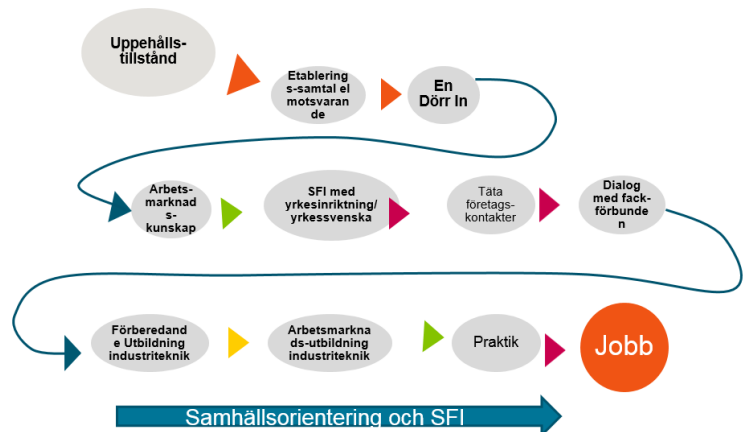 Uppehålls-
tillstånd
Etablering
s-samtal el
motsvaran
de
En
Dörr In
Arbets-
marknad
s-
kunskap
SFI med
yrkesinriktning/
yrkessvenska
Täta
företags-
kontakter
Dialog
med fack-
förbunde
n
Förberedand
e Utbildning
industriteknik
Arbetsmarkna
ds-utbildning
industriteknik
Praktik
Jobb
Samhällsorientering och SFI